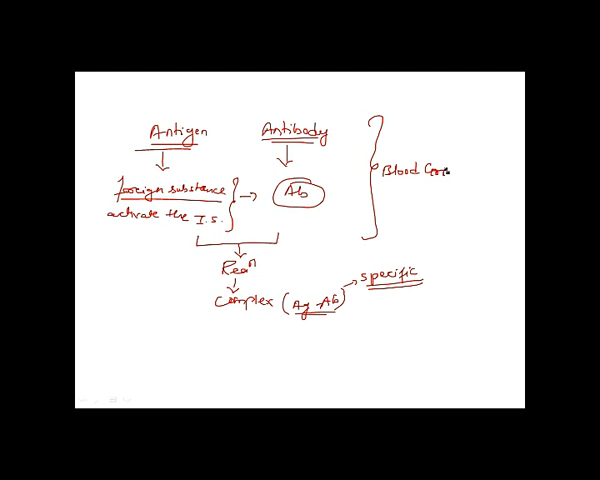 Antigen Antibody
foreign substance
activate the I.S.
Ab
Blood
Reaⁿ
Complex (Ag-Ab)
specific